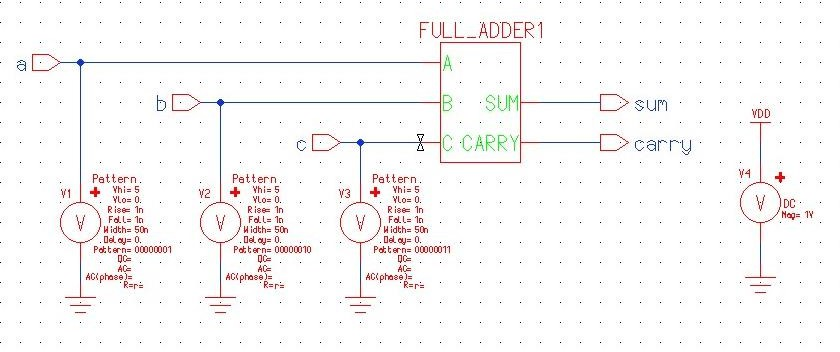 FULL_ADDER1
a
A
b
B
SUM
sum
c
C
CARRY
carry
VDD
V1
Pattern
Vhi= 5
Vlo= 0.
Rise= 1n
Fall= 1n
Width= 50n
Delay= 0.
Pattern= 00000001
DC=
AC=
AC(phase)=
V
V2
Pattern
Vhi= 5
Vlo= 0.
Rise= 1n
Fall= 1n
Width= 50n
Delay= 0.
Pattern= 00000010
DC=
AC=
AC(phase)=
V
V3
Pattern
Vhi= 5
Vlo= 0.
Rise= 1n
Fall= 1n
Width= 50n
Delay= 0.
Pattern= 00000011
DC=
AC=
AC(phase)=
V
V4
V
DC
Mag= 1V